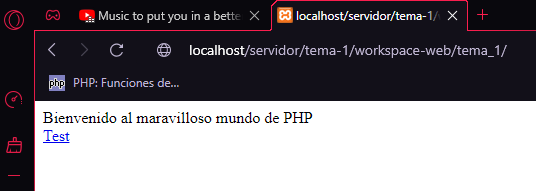 Music to put you in a bette
localhost/servidor/tema-1/
localhost/servidor/tema-1/workspace-web/tema_1/
php PHP: Funciones de...
Bienvenido al maravilloso mundo de PHP
Test